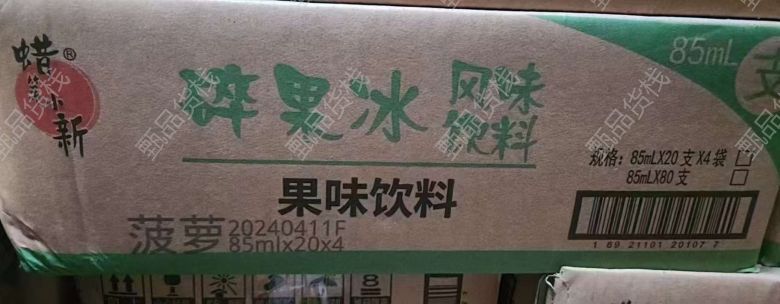 蜡笔小新®
碎果冰 风味饮料
85mL
支
果味饮料
规格：85mLX20支X4袋
85mLX80支
菠萝 20240411F
85mlx20x4
1 69 21101 20107 7
甄品货栈